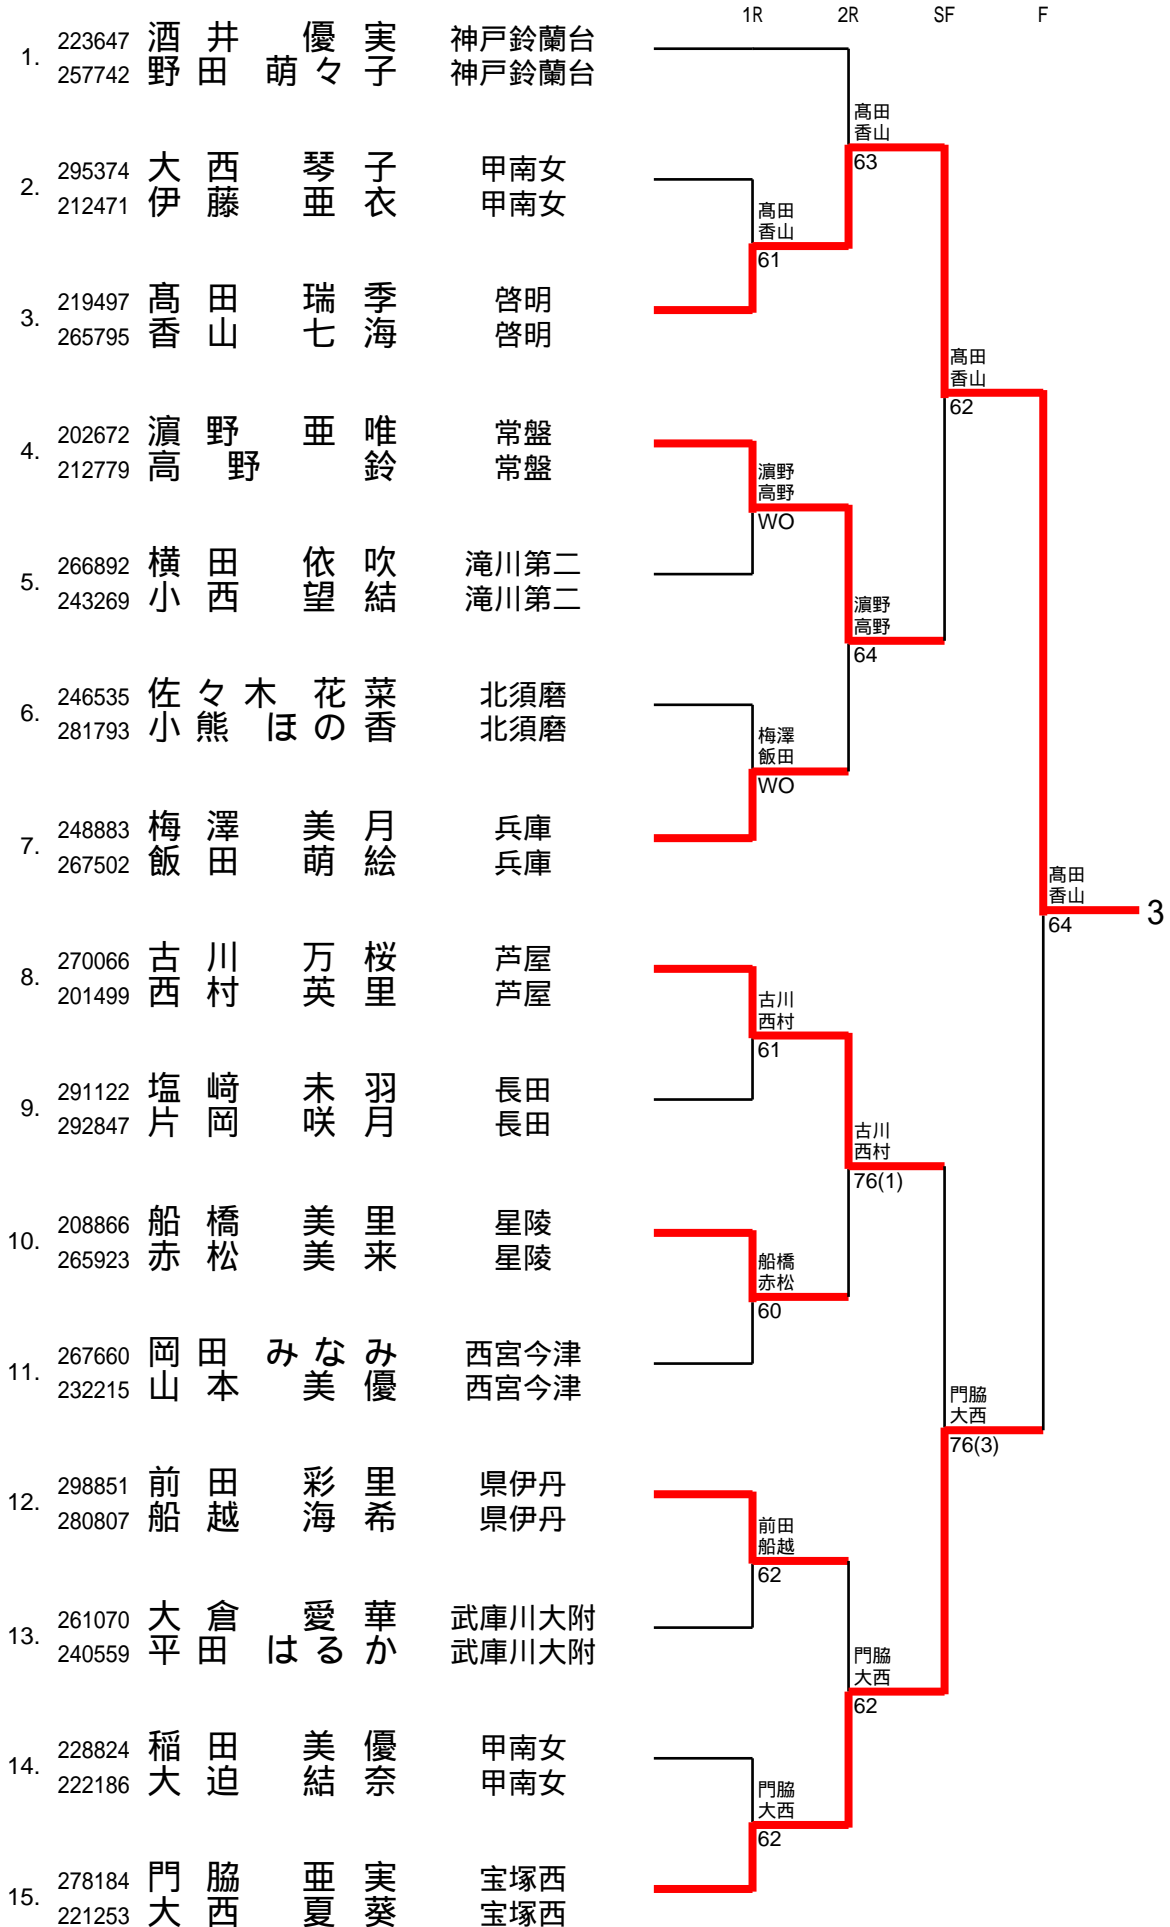 1R 2R SF F
1. 223647 酒井 優実 神戸鈴蘭台
257742 野田 萌々子 神戸鈴蘭台
髙田
香山
63
2. 295374 大西 琴子 甲南女
212471 伊藤 亜衣 甲南女
髙田
香山
61
3. 219497 髙田 瑞季 啓明
265795 香山 七海 啓明
髙田
香山
62
4. 202672 濵野 亜唯 常盤
212779 高野 鈴 常盤
濵野
高野
WO
5. 266892 横田 依吹 滝川第二
243269 小西 望結 滝川第二
濵野
高野
64
6. 246535 佐々木 花菜 北須磨
281793 小熊 ほの香 北須磨
梅澤
飯田
WO
7. 248883 梅澤 美月 兵庫
267502 飯田 萌絵 兵庫
髙田
香山
64
3
8. 270066 古川 万桜 芦屋
201499 西村 英里 芦屋
古川
西村
61
9. 291122 塩﨑 未羽 長田
292847 片岡 咲月 長田
古川
西村
76(1)
10. 208866 船橋 美里 星陵
265923 赤松 美来 星陵
船橋
赤松
60
11. 267660 岡田 みなみ 西宮今津
232215 山本 美優 西宮今津
門脇
大西
76(3)
12. 298851 前田 彩里 県伊丹
280807 船越 海希 県伊丹
前田
船越
62
13. 261070 大倉 愛華 武庫川大附
240559 平田 はるか 武庫川大附
門脇
大西
62
14. 228824 稲田 美優 甲南女
222186 大迫 結奈 甲南女
門脇
大西
62
15. 278184 門脇 亜実 宝塚西
221253 大西 夏葵 宝塚西